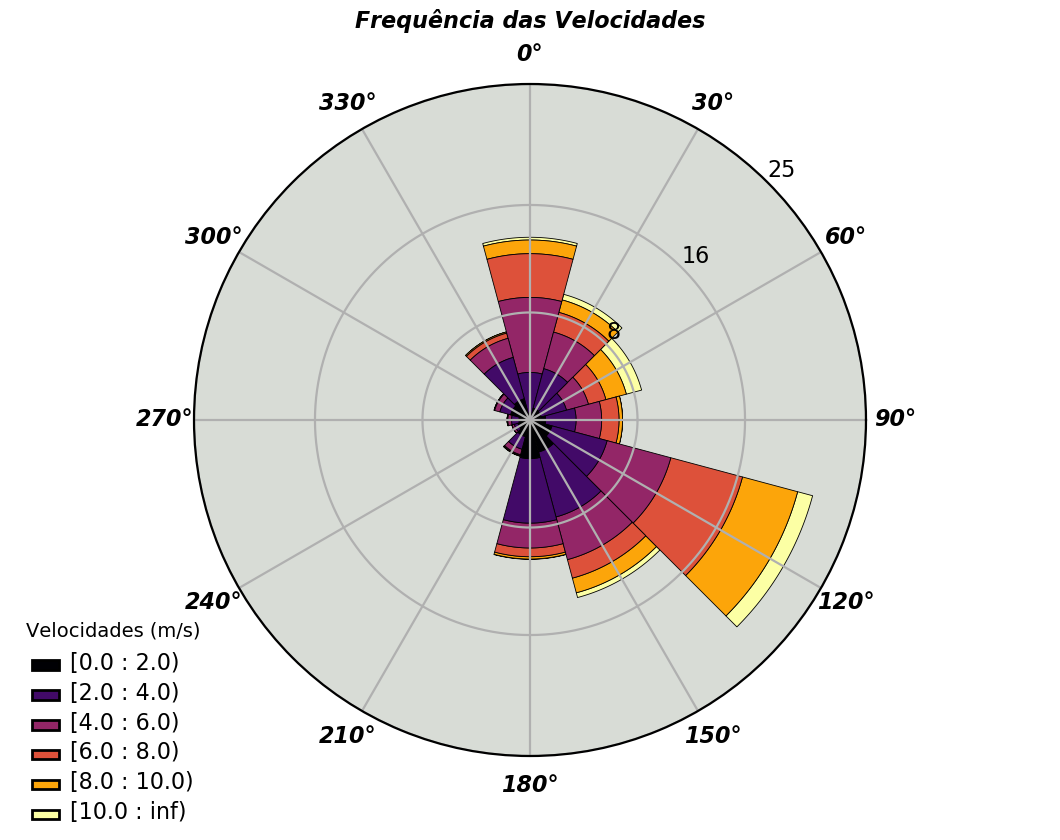 Frequência das Velocidades
0°
330°
30°
25
300°
60°
16
8
270°
90°
240°
120°
210°
150°
180°
Velocidades (m/s)
[0.0 : 2.0)
[2.0 : 4.0)
[4.0 : 6.0)
[6.0 : 8.0)
[8.0 : 10.0)
[10.0 : inf)